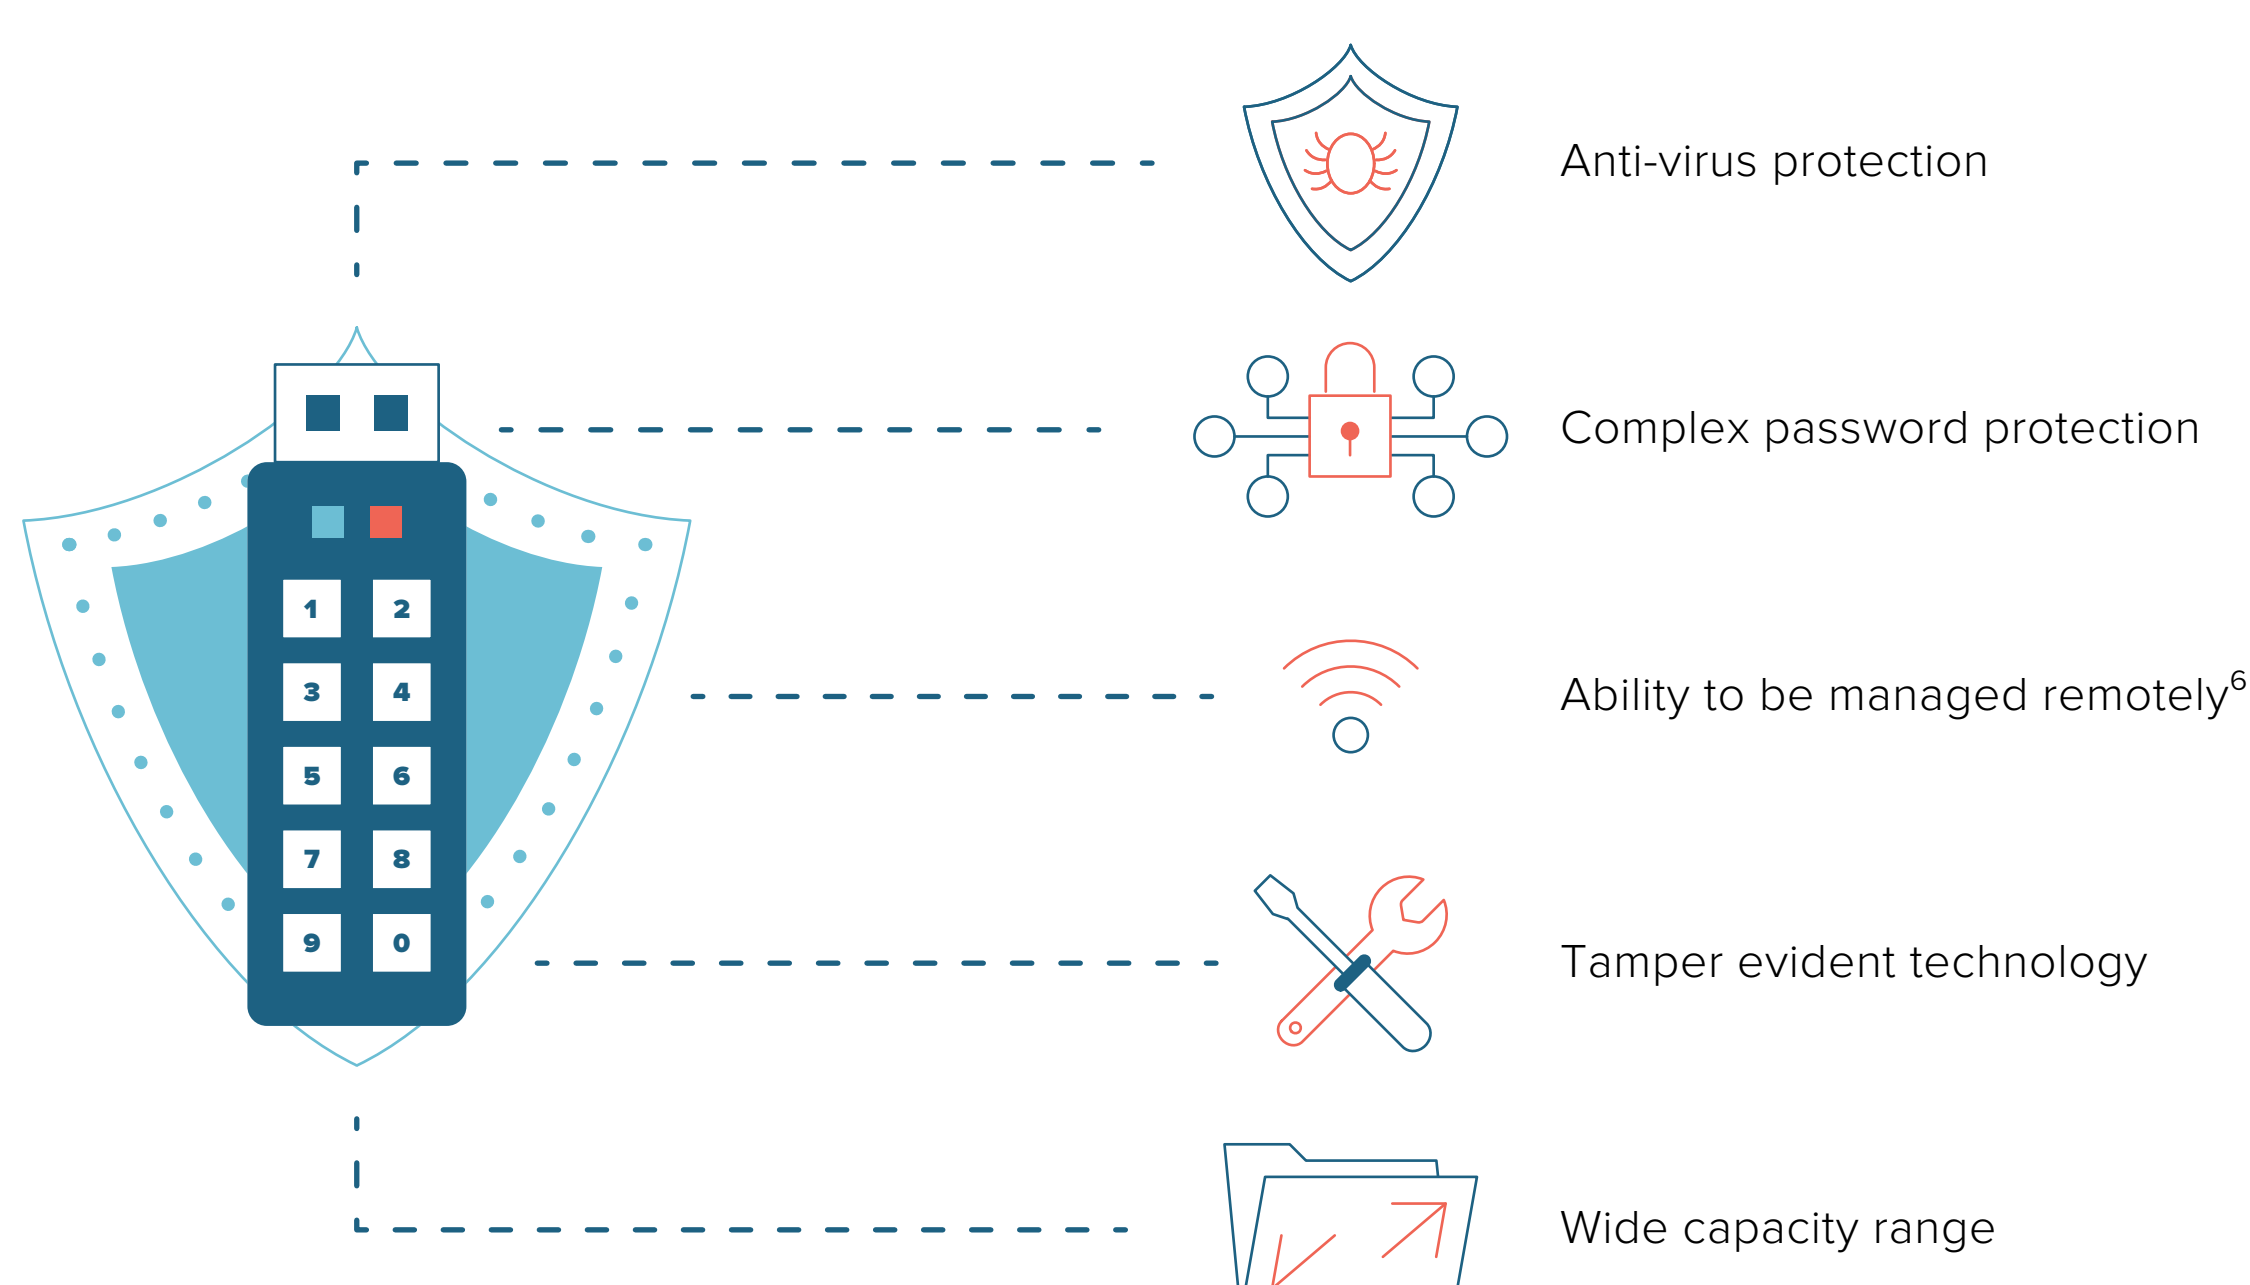 Anti-virus protection
Complex password protection
1 2
3 4
Ability to be managed remotely⁶
5 6
7 8
9 0
Tamper evident technology
Wide capacity range